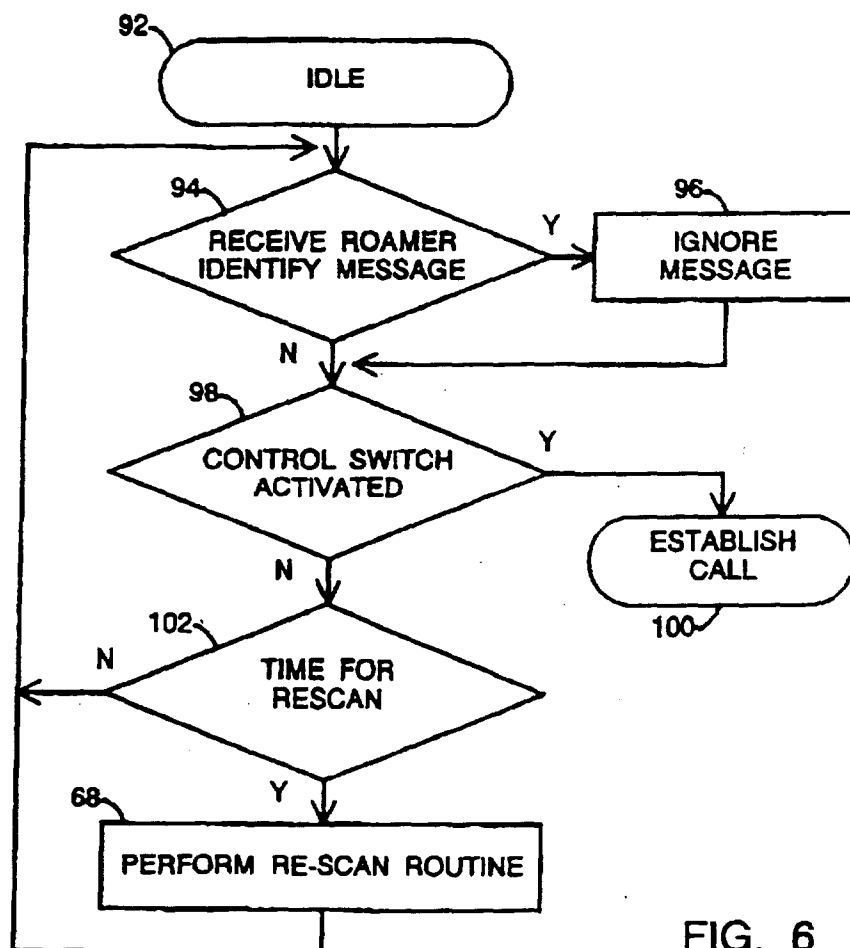 92
IDLE
94
RECEIVE ROAMER
IDENTIFY MESSAGE
Y
96
IGNORE
MESSAGE
N
98
CONTROL SWITCH
ACTIVATED
Y
ESTABLISH
CALL
100
N
102
TIME FOR
RESCAN
N
Y
68
PERFORM RE-SCAN ROUTINE
FIG. 6